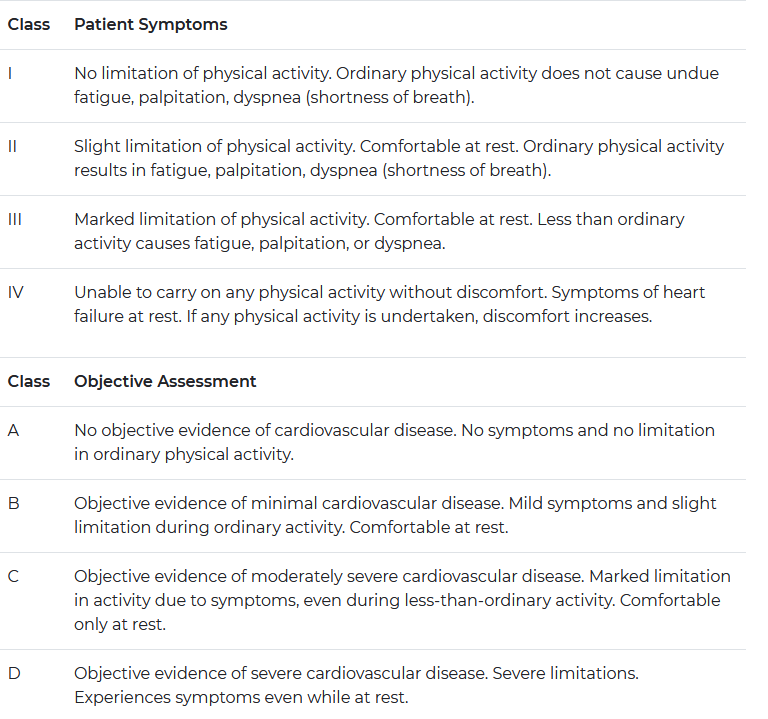 Class Patient Symptoms
I No limitation of physical activity. Ordinary physical activity does not cause undue
fatigue, palpitation, dyspnea (shortness of breath).
II Slight limitation of physical activity. Comfortable at rest. Ordinary physical activity
results in fatigue, palpitation, dyspnea (shortness of breath).
III Marked limitation of physical activity. Comfortable at rest. Less than ordinary
activity causes fatigue, palpitation, or dyspnea.
IV Unable to carry on any physical activity without discomfort. Symptoms of heart
failure at rest. If any physical activity is undertaken, discomfort increases.
Class Objective Assessment
A No objective evidence of cardiovascular disease. No symptoms and no limitation
in ordinary physical activity.
B Objective evidence of minimal cardiovascular disease. Mild symptoms and slight
limitation during ordinary activity. Comfortable at rest.
C Objective evidence of moderately severe cardiovascular disease. Marked limitation
in activity due to symptoms, even during less-than-ordinary activity. Comfortable
only at rest.
D Objective evidence of severe cardiovascular disease. Severe limitations.
Experiences symptoms even while at rest.